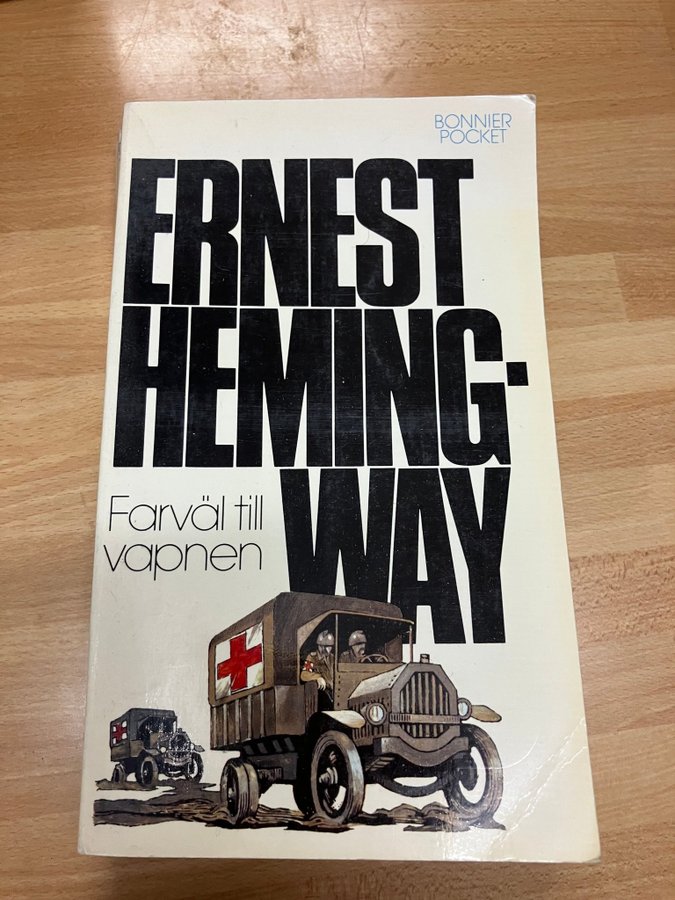 BONNIER
POCKET
ERNEST
HEMING-
WAY
Farväl till
vapnen